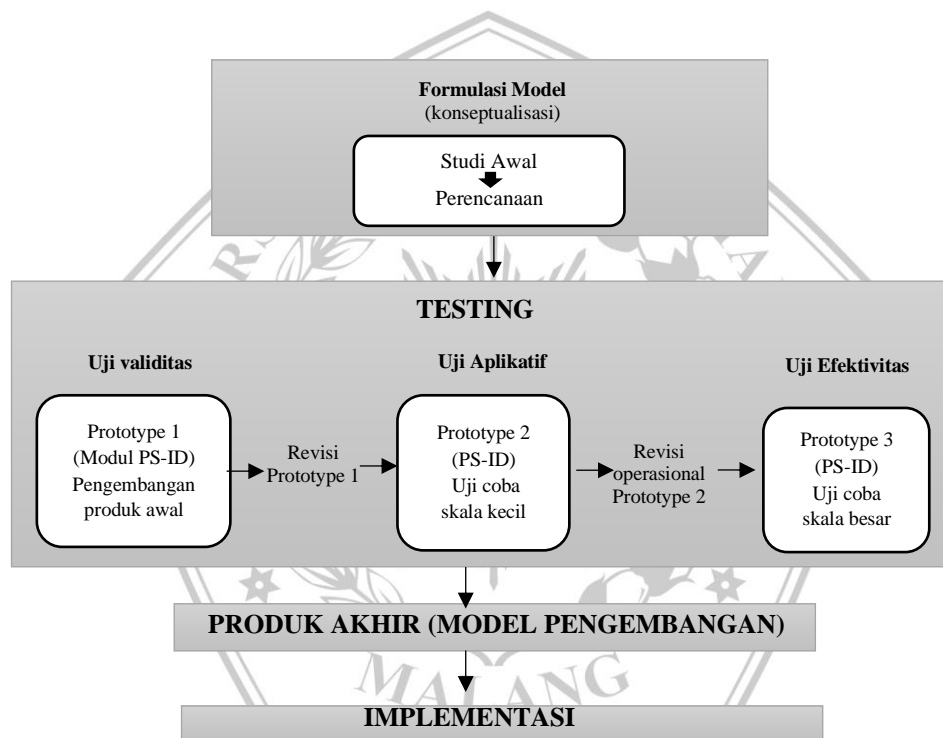 Formulasi Model
(konseptualisasi)
Studi Awal
Perencanaan
TESTING
Uji validitas
Uji Aplikatif
Uji Efektivitas
Prototype 1
(Modul PS-ID)
Pengembangan
produk awal
Revisi
Prototype 1
Prototype 2
(PS-ID)
Uji coba
skala kecil
Revisi
operasional
Prototype 2
Prototype 3
(PS-ID)
Uji coba
skala besar
PRODUK AKHIR (MODEL PENGEMBANGAN)
MALANG
IMPLEMENTASI